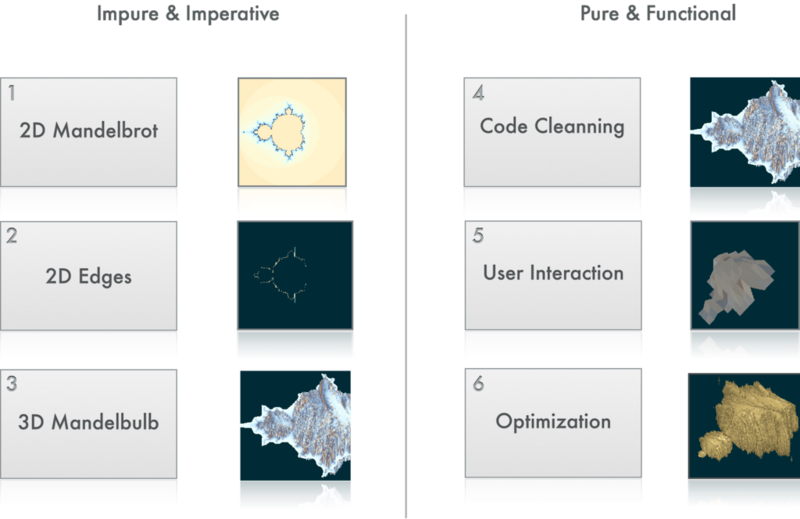 Impure & Imperative
1
2D Mandelbrot
2
2D Edges
3
3D Mandelbulb
Pure & Functional
4
Code Cleanning
5
User Interaction
6
Optimization